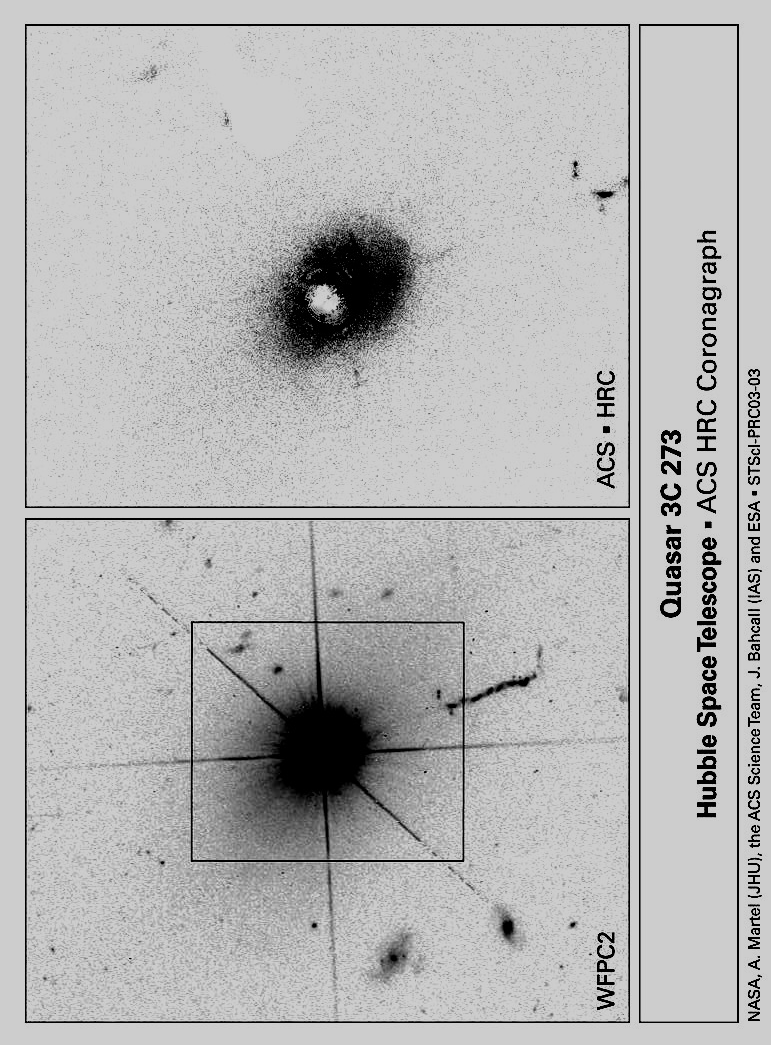 WFPC2
ACS • HRC
Quasar 3C 273
Hubble Space Telescope • ACS HRC Coronagraph
NASA, A. Martel (JHU), the ACS Science Team, J. Bahcall (IAS) and ESA • STScI-PRC03-03